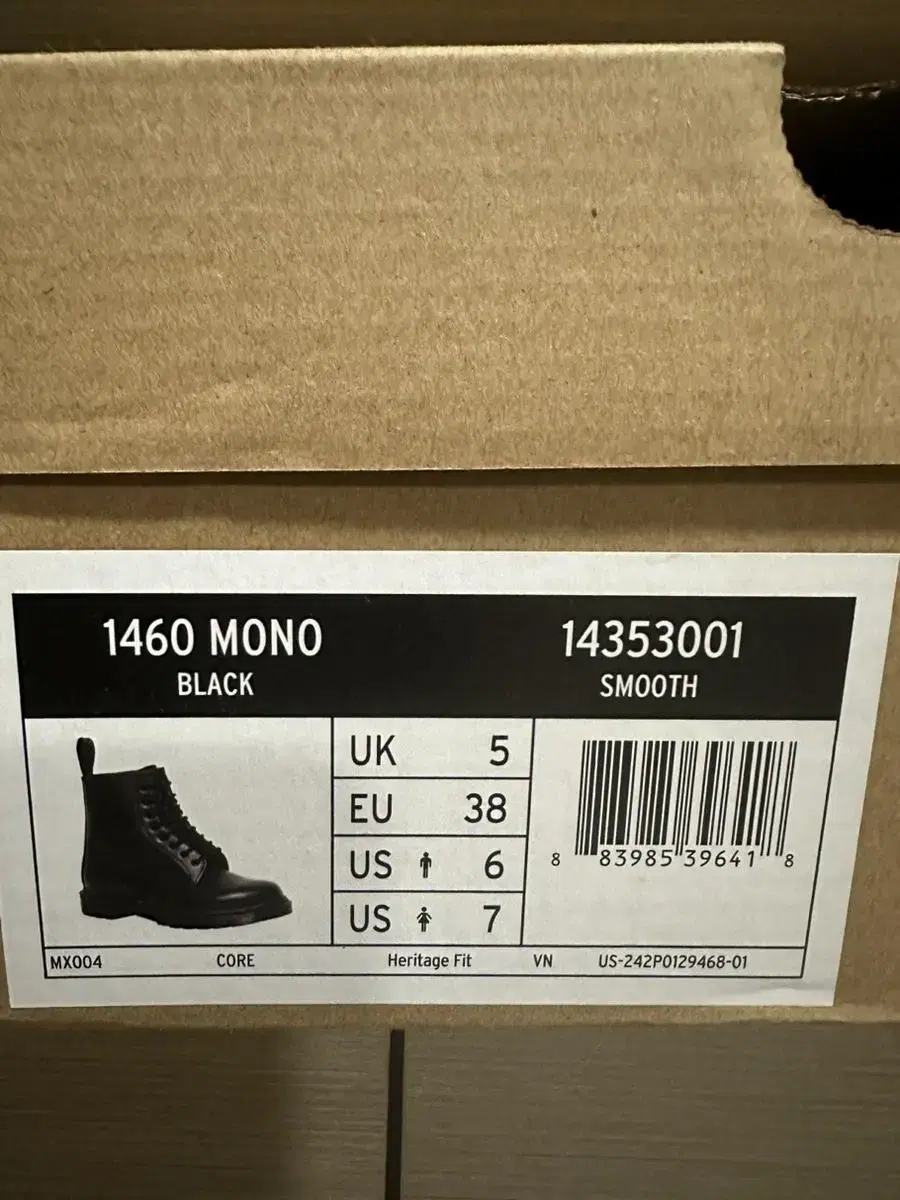 1460 MONO
BLACK
14353001
SMOOTH
UK 5
EU 38
US 6
US 7
8 83985 39641 8
MX004 CORE Heritage Fit VN US-242P0129468-01